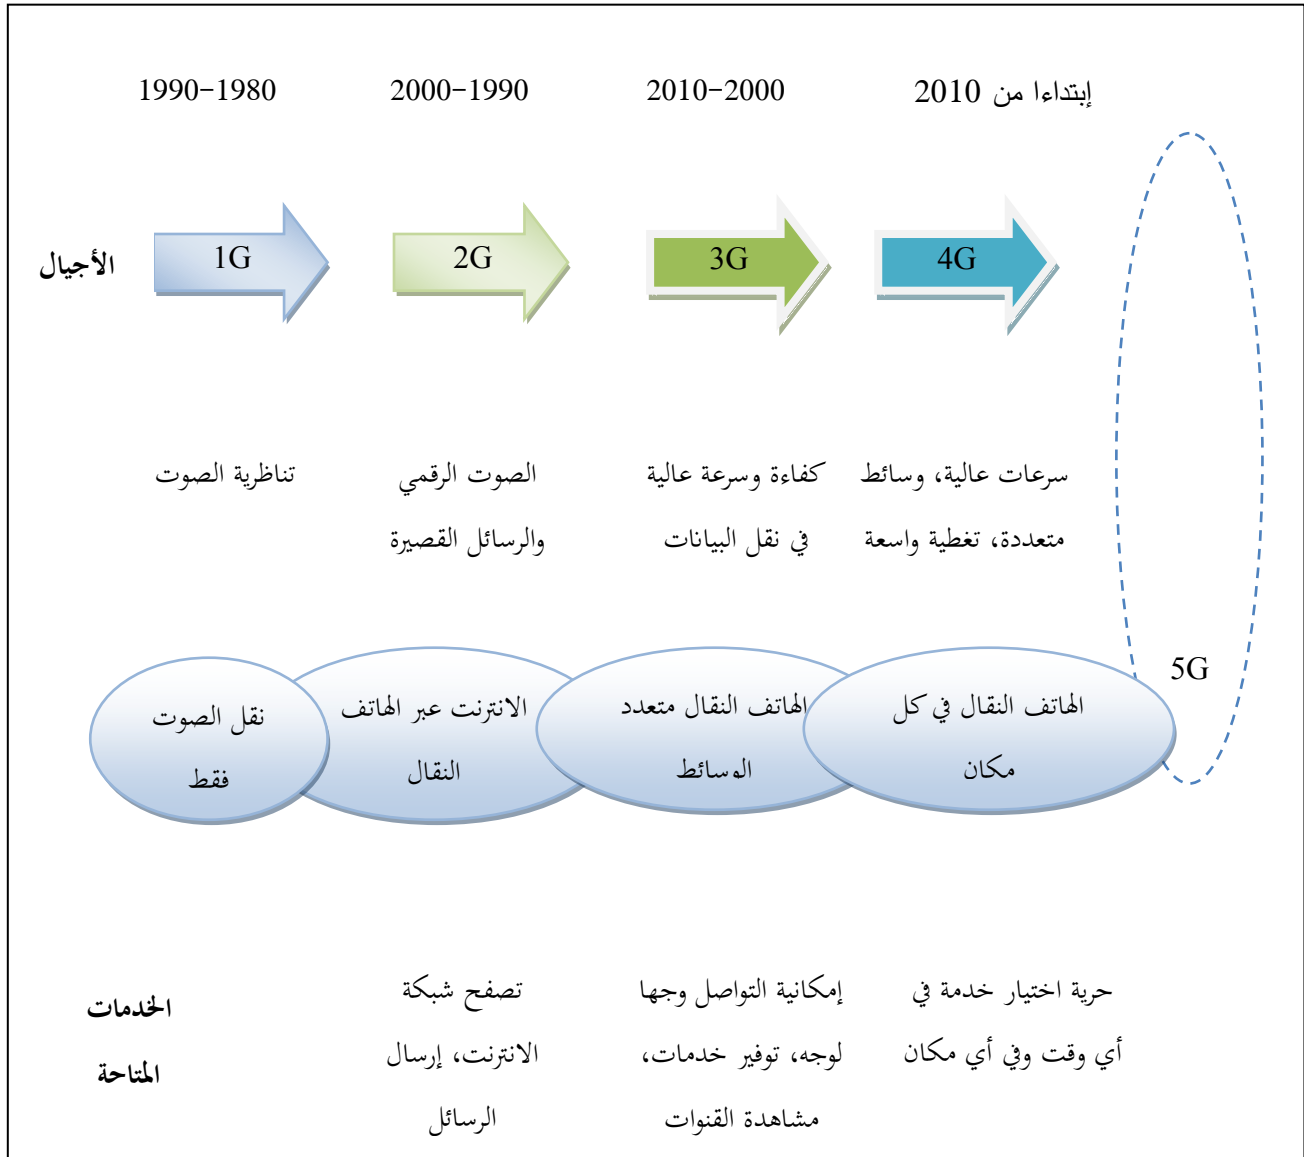 1990-1980
2000-1990
2010-2000
إبتداءا من 2010
الأجيال
1G
2G
3G
4G
تناظرية الصوت
الصوت الرقمي
والرسائل القصيرة
كفاءة وسرعة عالية
في نقل البيانات
سرعات عالية، وسائط
متعددة، تغطية واسعة
5G
نقل الصوت
فقط
الانترنت عبر الهاتف
النقال
الهاتف النقال متعدد
الوسائط
الهاتف النقال في كل
مكان
الخدمات
المتاحة
تصفح شبكة
الانترنت، إرسال
الرسائل
إمكانية التواصل وجها
لوجه، توفير خدمات،
مشاهدة القنوات
حرية اختيار خدمة في
أي وقت وفي أي مكان